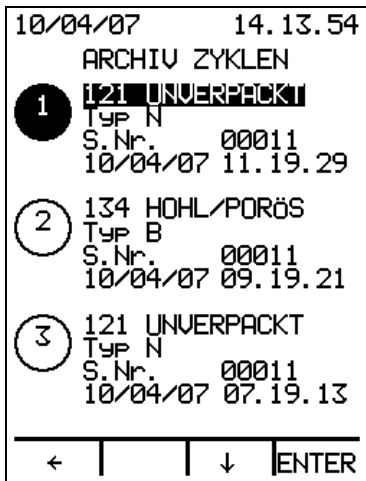 10/04/07 14.13.54
ARCHIV ZYKLEN
1 121 UNVERPACKT
Typ N
S.Nr. 00011
10/04/07 11.19.29
2 134 HOHL/PORöS
Typ B
S.Nr. 00011
10/04/07 09.19.21
3 121 UNVERPACKT
Typ N
S.Nr. 00011
10/04/07 07.19.13
← ↓ ENTER